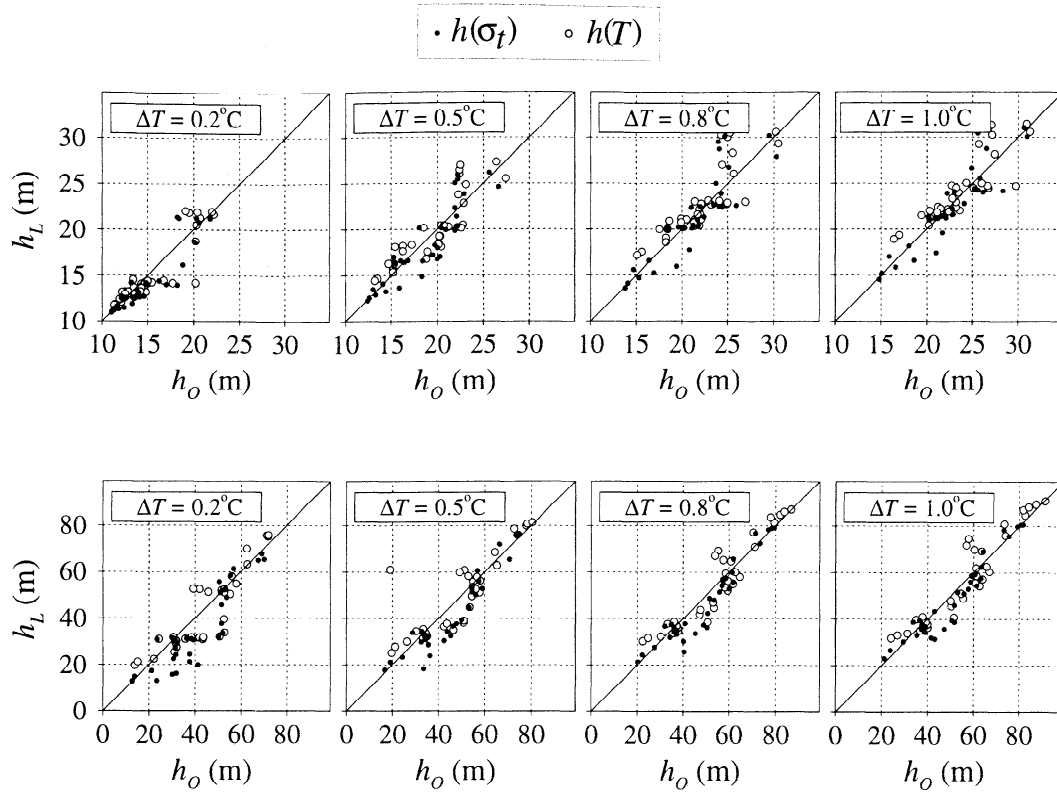 • h(σt) ○ h(T)
ΔT = 0.2°C ΔT = 0.5°C ΔT = 0.8°C ΔT = 1.0°C
hL (m)
30
25
20
15
10
10 15 20 25 30 10 15 20 25 30 10 15 20 25 30 10 15 20 25 30
hO (m) hO (m) hO (m) hO (m)
ΔT = 0.2°C ΔT = 0.5°C ΔT = 0.8°C ΔT = 1.0°C
hL (m)
80
60
40
20
0
0 20 40 60 80 0 20 40 60 80 0 20 40 60 80 0 20 40 60 80
hO (m) hO (m) hO (m) hO (m)